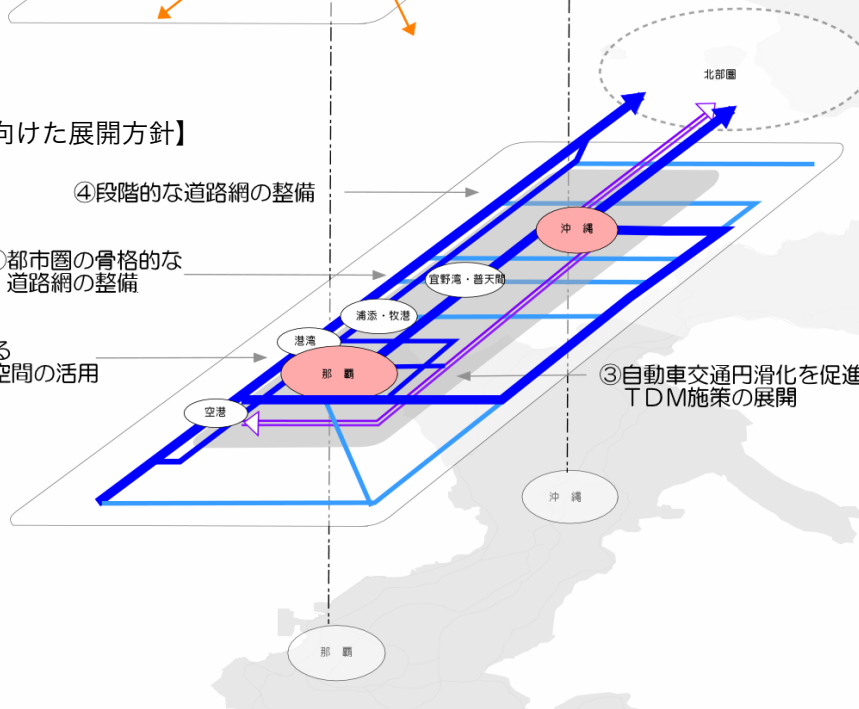 北部圏
向けた展開方針】
④段階的な道路網の整備
沖 縄
都市圏の骨格的な
道路網の整備
宜野湾・普天間
浦添・牧港
港湾
る
空間の活用
那 覇
③自動車交通円滑化を促進
TDM施策の展開
空港
沖 縄
那 覇